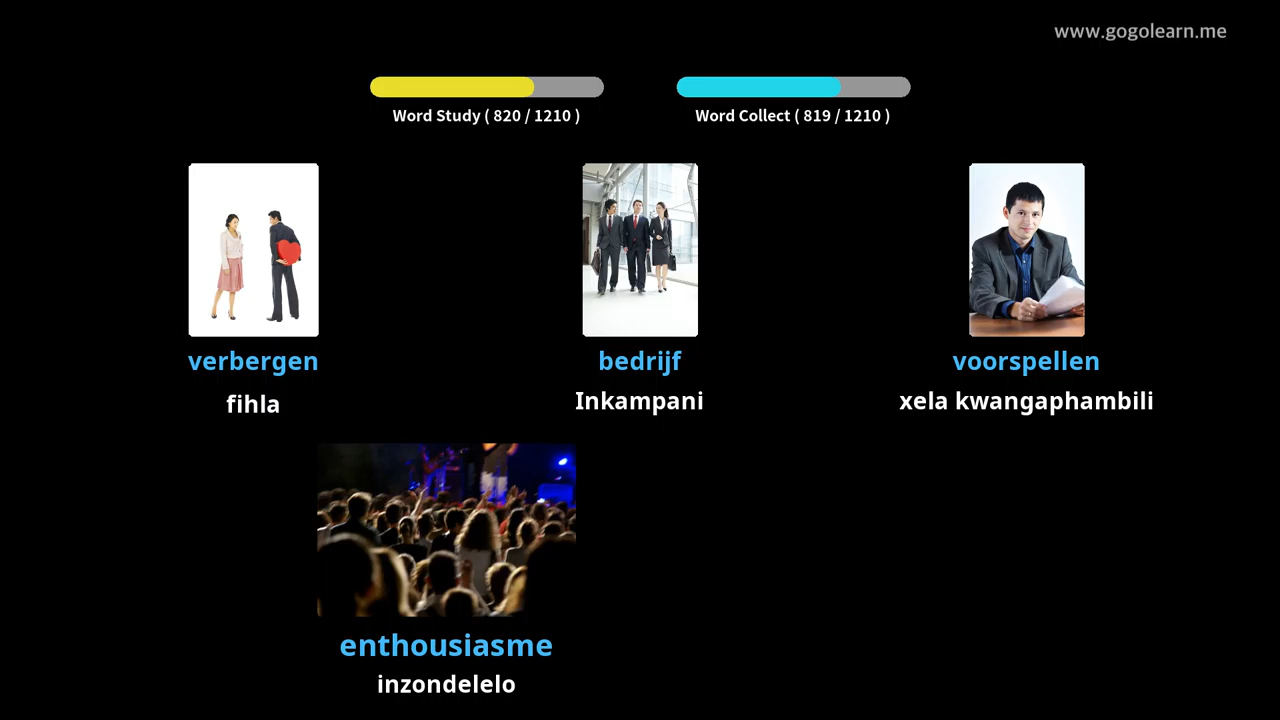 www.gogolearn.me
Word Study ( 820 / 1210 )
Word Collect ( 819 / 1210 )
verbergen
fihla
bedrijf
Inkampani
voorspellen
xela kwangaphambili
enthousiasme
inzondelelo